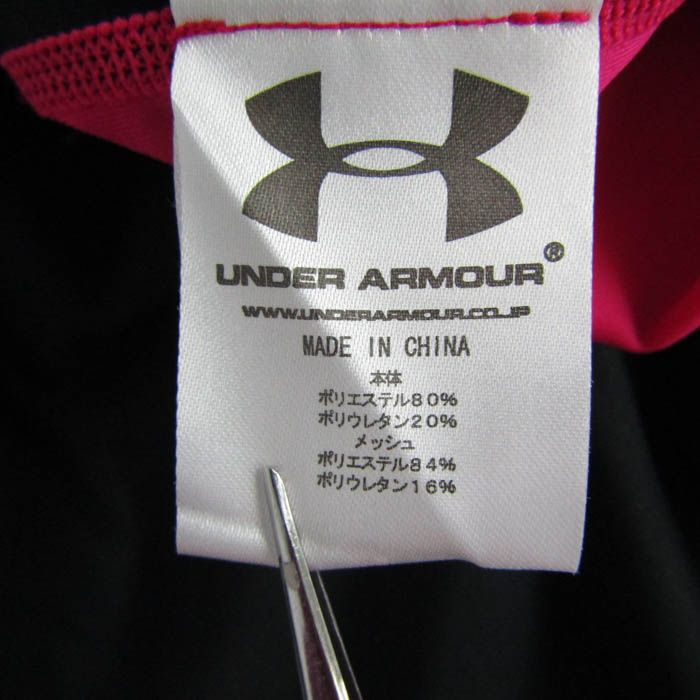 UNDER ARMOUR®
WWW.UNDERARMOUR.CO.JP
MADE IN CHINA
本体
ポリエステル80%
ポリウレタン20%
メッシュ
ポリエステル84%
ポリウレタン16%